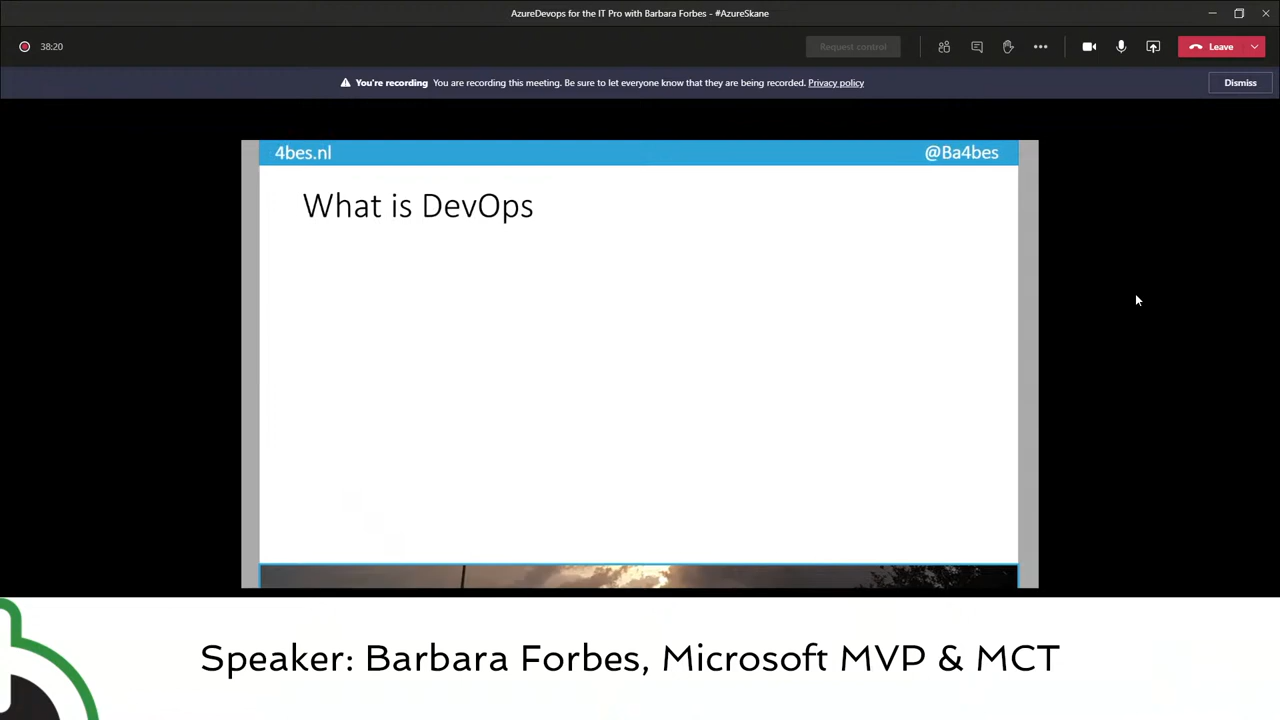 AzureDevops for the IT Pro with Barbara Forbes - #AzureSkane
38:20
Request control
Leave
You're recording You are recording this meeting. Be sure to let everyone know that they are being recorded. Privacy policy
Dismiss
4bes.nl
@Ba4bes
What is DevOps
Speaker: Barbara Forbes, Microsoft MVP & MCT